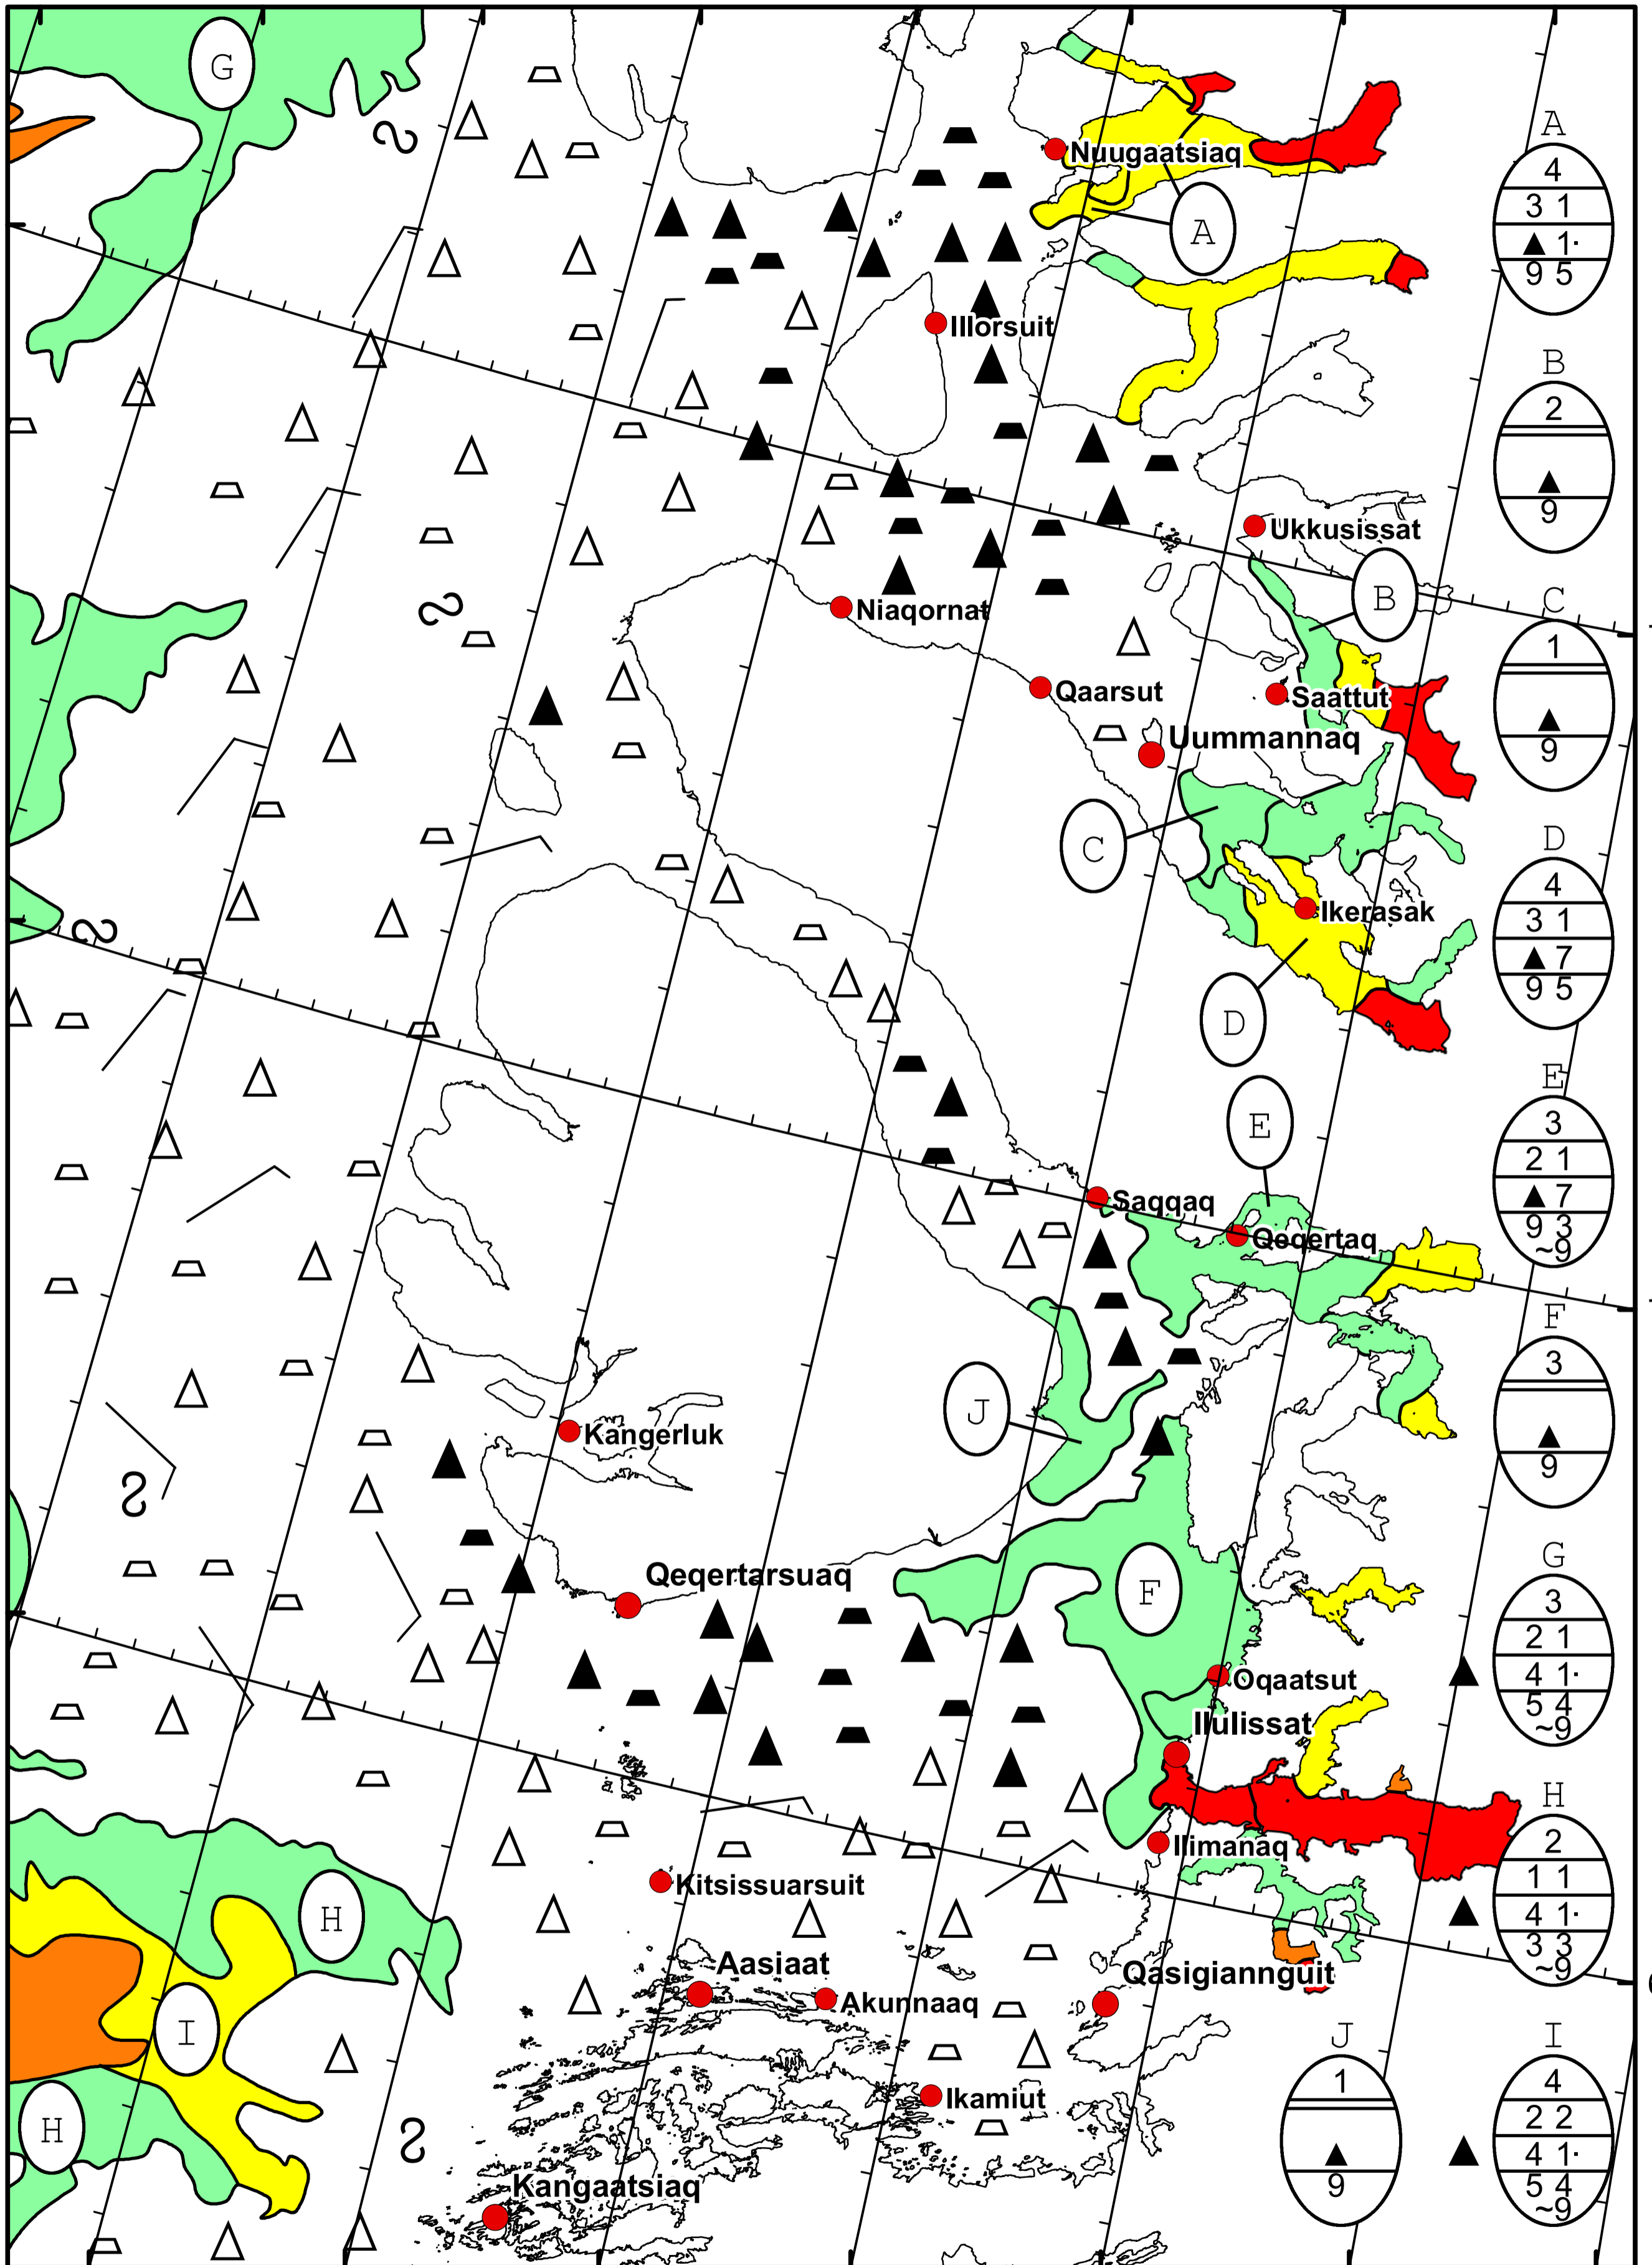 G
A
Nuugaatsiaq
4
3 1
▲ 1·
9 5
A
Illorsuit
B
2
▲
9
Ukkusissat
B
C
Niaqornat
1
Qaarsut
Saattut
▲
9
Uummannaq
C
D
4
3 1
▲ 7
9 5
Ikerasak
D
E
3
2 1
▲ 7
9 3
~9
E
Saqqaq
Qeqertaq
F
3
▲
9
J
Kangerluk
G
3
2 1
▲ 4 1·
5 4
~9
Qeqertarsuaq
F
Oqaatsut
Ilulissat
H
2
1 1
▲ 4 1·
3 3
~9
Ilimanaq
Kitsissuarsuit
H
Aasiaat
Qasigiannguit
Akunnaaq
I
J
1
▲
9
I
4
2 2
▲ 4 1·
5 4
~9
Ikamiut
H
Kangaatsiaq